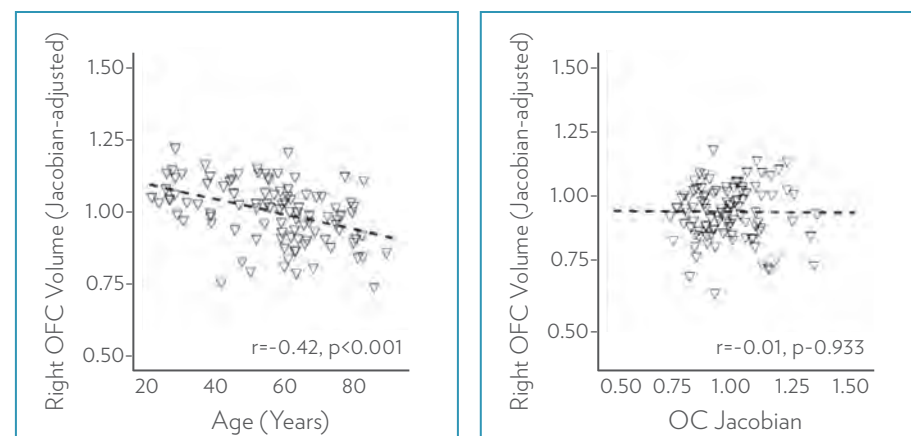 Right OFC Volume (Jacobian-adjusted)
1.50
1.25
1.00
0.75
0.50
r=-0.42, p<0.001
20 40 60 80
Age (Years)
Right OFC Volume (Jacobian-adjusted)
1.50
1.25
1.00
0.75
0.50
r=-0.01, p-0.933
0.50 0.75 1.00 1.25 1.50
OC Jacobian